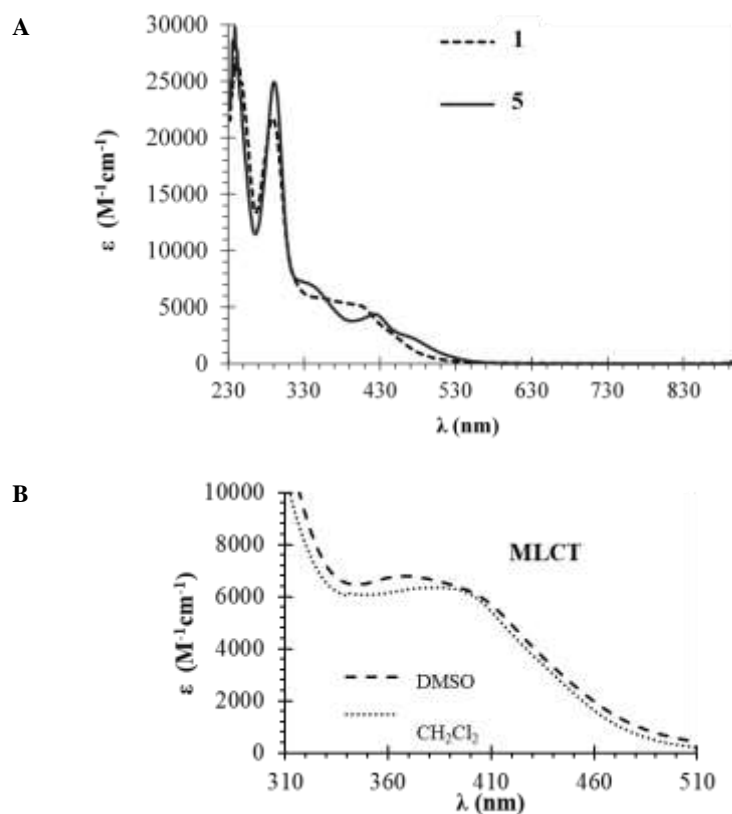 A
30000
25000
20000
15000
10000
5000
0
ε (M⁻¹cm⁻¹)
1
5
230 330 430 530 630 730 830
λ (nm)
B
10000
8000
6000
4000
2000
0
ε (M⁻¹cm⁻¹)
MLCT
DMSO
CH₂Cl₂
310 360 410 460 510
λ (nm)